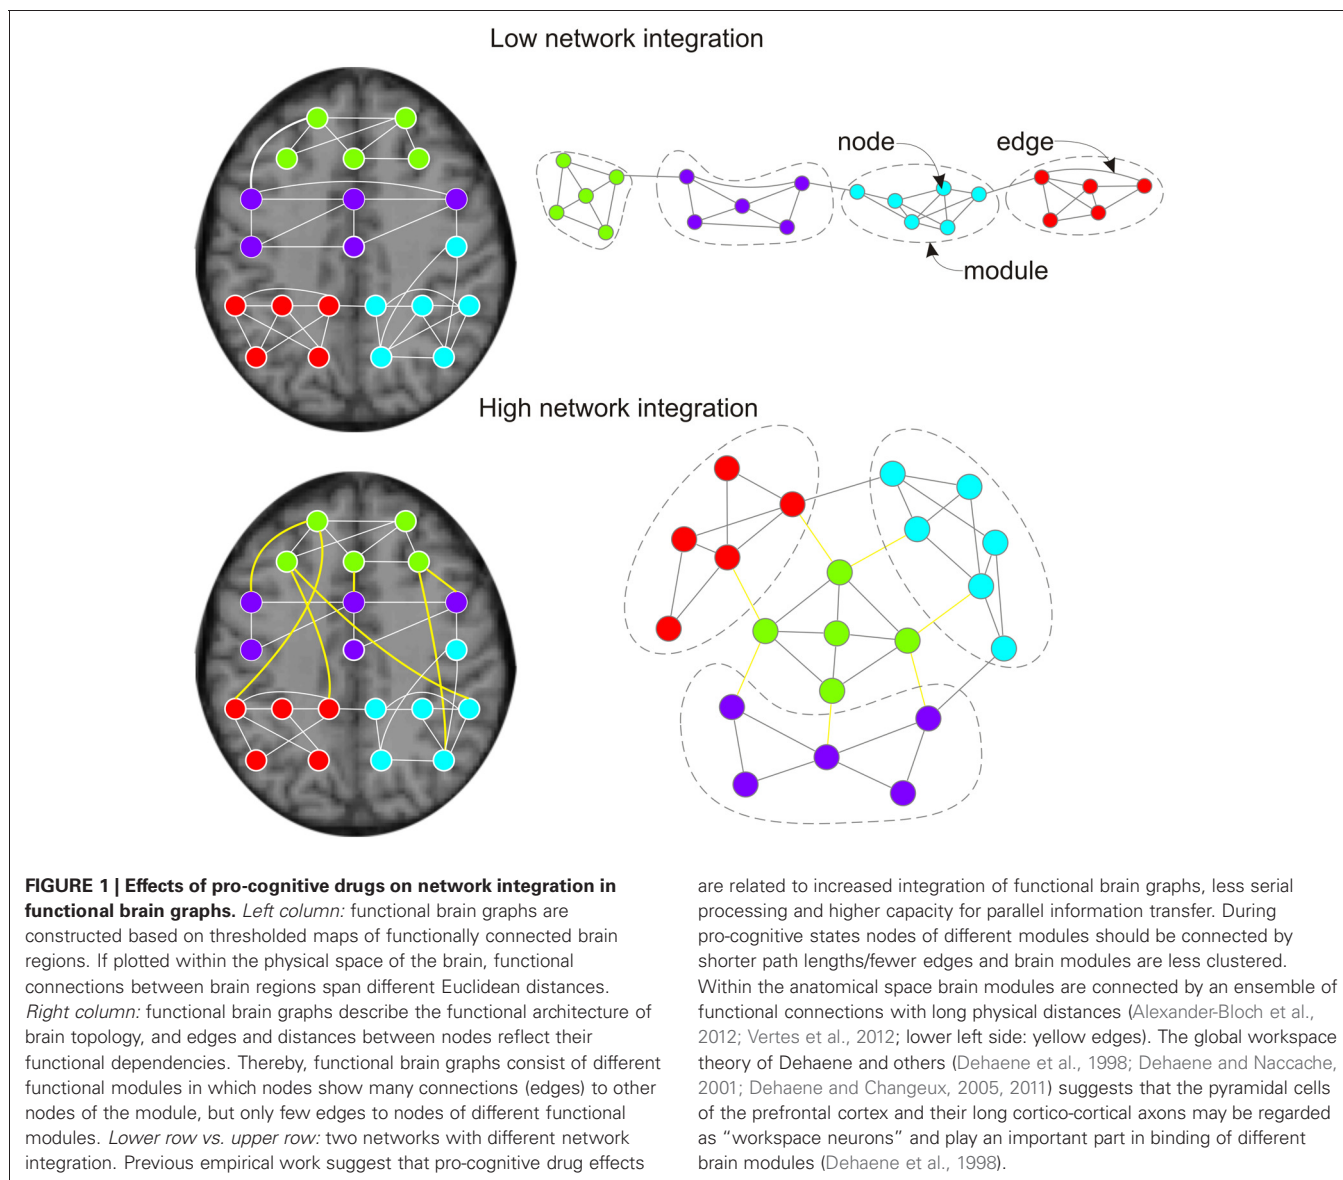 Low network integration
node
edge
module
High network integration
FIGURE 1 | Effects of pro-cognitive drugs on network integration in
functional brain graphs. Left column: functional brain graphs are
constructed based on thresholded maps of functionally connected brain
regions. If plotted within the physical space of the brain, functional
connections between brain regions span different Euclidean distances.
Right column: functional brain graphs describe the functional architecture of
brain topology, and edges and distances between nodes reflect their
functional dependencies. Thereby, functional brain graphs consist of different
functional modules in which nodes show many connections (edges) to other
nodes of the module, but only few edges to nodes of different functional
modules. Lower row vs. upper row: two networks with different network
integration. Previous empirical work suggest that pro-cognitive drug effects
are related to increased integration of functional brain graphs, less serial
processing and higher capacity for parallel information transfer. During
pro-cognitive states nodes of different modules should be connected by
shorter path lengths/fewer edges and brain modules are less clustered.
Within the anatomical space brain modules are connected by an ensemble of
functional connections with long physical distances (Alexander-Bloch et al.,
2012; Vertes et al., 2012; lower left side: yellow edges). The global workspace
theory of Dehaene and others (Dehaene et al., 1998; Dehaene and Naccache,
2001; Dehaene and Changeux, 2005, 2011) suggests that the pyramidal cells
of the prefrontal cortex and their long cortico-cortical axons may be regarded
as “workspace neurons” and play an important part in binding of different
brain modules (Dehaene et al., 1998).